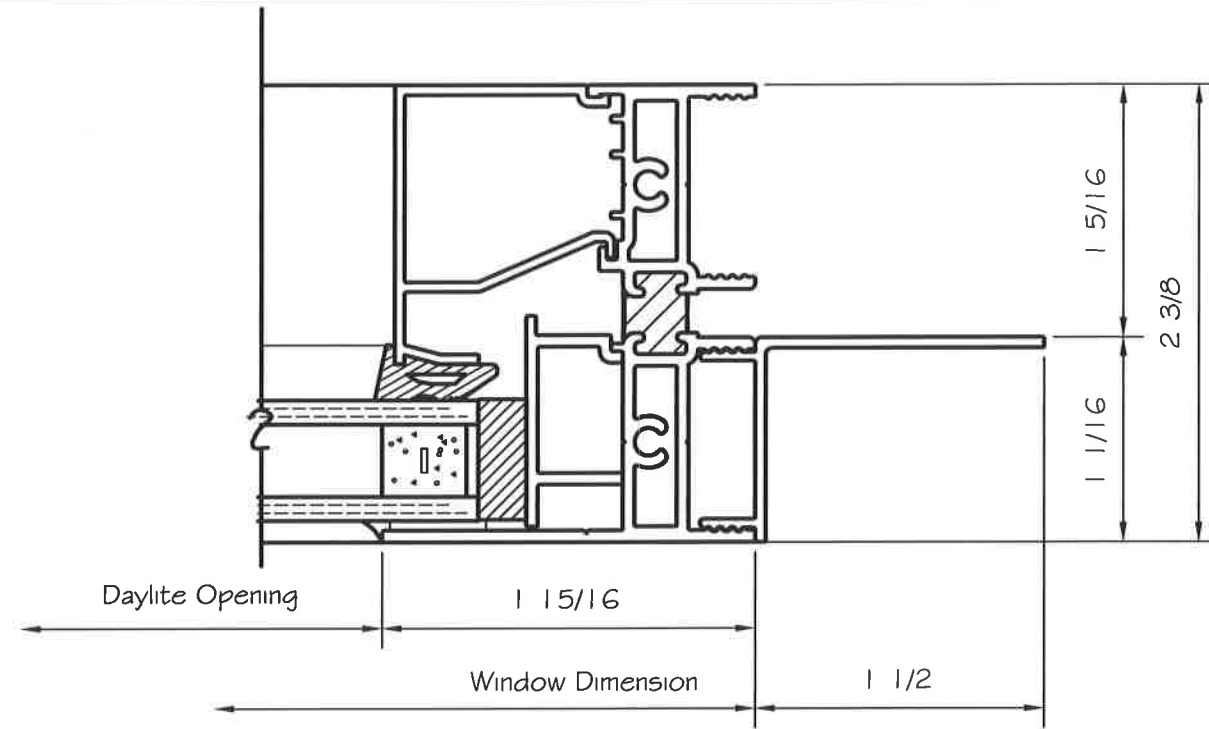 1 5/16
2 3/8
1 1/16
Daylite Opening
1 15/16
Window Dimension
1 1/2